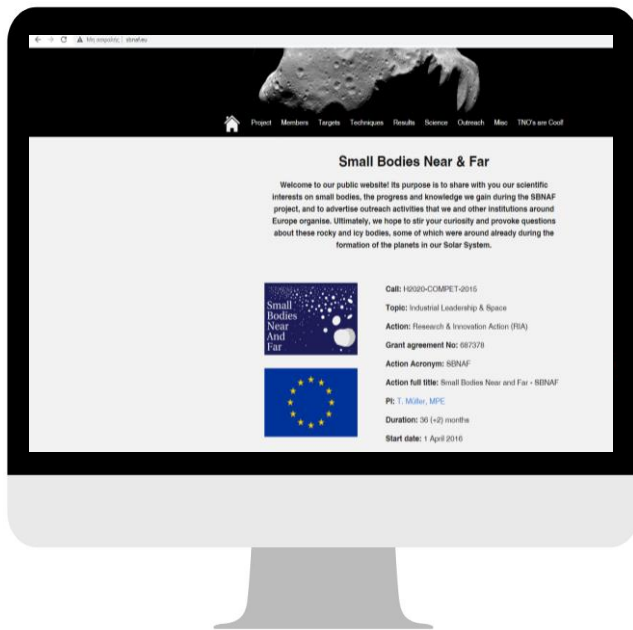 Μη ασφαλές | sbnaf.eu
Project Members Targets Techniques Results Science Outreach Misc TNO's are Cool!
Small Bodies Near & Far
Welcome to our public website! Its purpose is to share with you our scientific
interests on small bodies, the progress and knowledge we gain during the SBNAF
project, and to advertise outreach activities that we and other institutions around
Europe organise. Ultimately, we hope to stir your curiosity and provoke questions
about these rocky and icy bodies, some of which were around already during the
formation of the planets in our Solar System.
Small
Bodies
Near
And
Far
Call: H2020-COMPET-2015
Topic: Industrial Leadership & Space
Action: Research & Innovation Action (RIA)
Grant agreement No: 687378
Action Acronym: SBNAF
Action full title: Small Bodies Near and Far - SBNAF
PI: T. Müller, MPE
Duration: 36 (+2) months
Start date: 1 April 2016